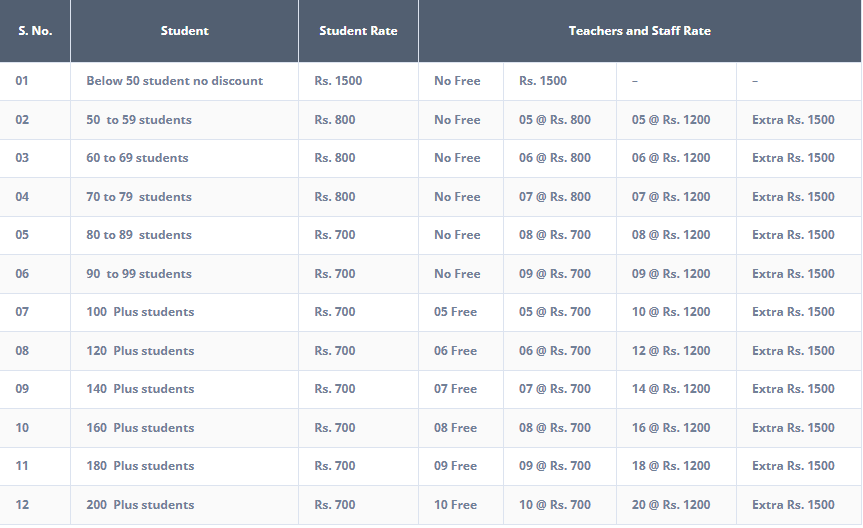 S. No. Student Student Rate Teachers and Staff Rate
01 Below 50 student no discount Rs. 1500 No Free Rs. 1500 – –
02 50 to 59 students Rs. 800 No Free 05 @ Rs. 800 05 @ Rs. 1200 Extra Rs. 1500
03 60 to 69 students Rs. 800 No Free 06 @ Rs. 800 06 @ Rs. 1200 Extra Rs. 1500
04 70 to 79 students Rs. 800 No Free 07 @ Rs. 800 07 @ Rs. 1200 Extra Rs. 1500
05 80 to 89 students Rs. 700 No Free 08 @ Rs. 700 08 @ Rs. 1200 Extra Rs. 1500
06 90 to 99 students Rs. 700 No Free 09 @ Rs. 700 09 @ Rs. 1200 Extra Rs. 1500
07 100 Plus students Rs. 700 05 Free 05 @ Rs. 700 10 @ Rs. 1200 Extra Rs. 1500
08 120 Plus students Rs. 700 06 Free 06 @ Rs. 700 12 @ Rs. 1200 Extra Rs. 1500
09 140 Plus students Rs. 700 07 Free 07 @ Rs. 700 14 @ Rs. 1200 Extra Rs. 1500
10 160 Plus students Rs. 700 08 Free 08 @ Rs. 700 16 @ Rs. 1200 Extra Rs. 1500
11 180 Plus students Rs. 700 09 Free 09 @ Rs. 700 18 @ Rs. 1200 Extra Rs. 1500
12 200 Plus students Rs. 700 10 Free 10 @ Rs. 700 20 @ Rs. 1200 Extra Rs. 1500